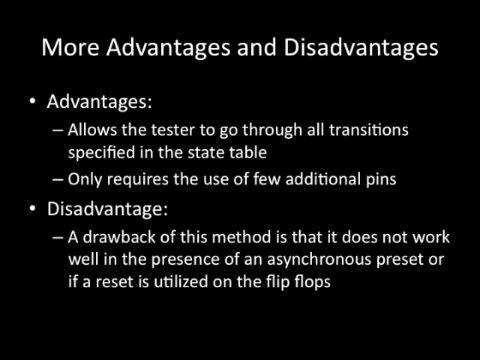 More Advantages and Disadvantages
• Advantages:
– Allows the tester to go through all transitions
specified in the state table
– Only requires the use of few additional pins
• Disadvantage:
– A drawback of this method is that it does not work
well in the presence of an asynchronous preset or
if a reset is utilized on the flip flops